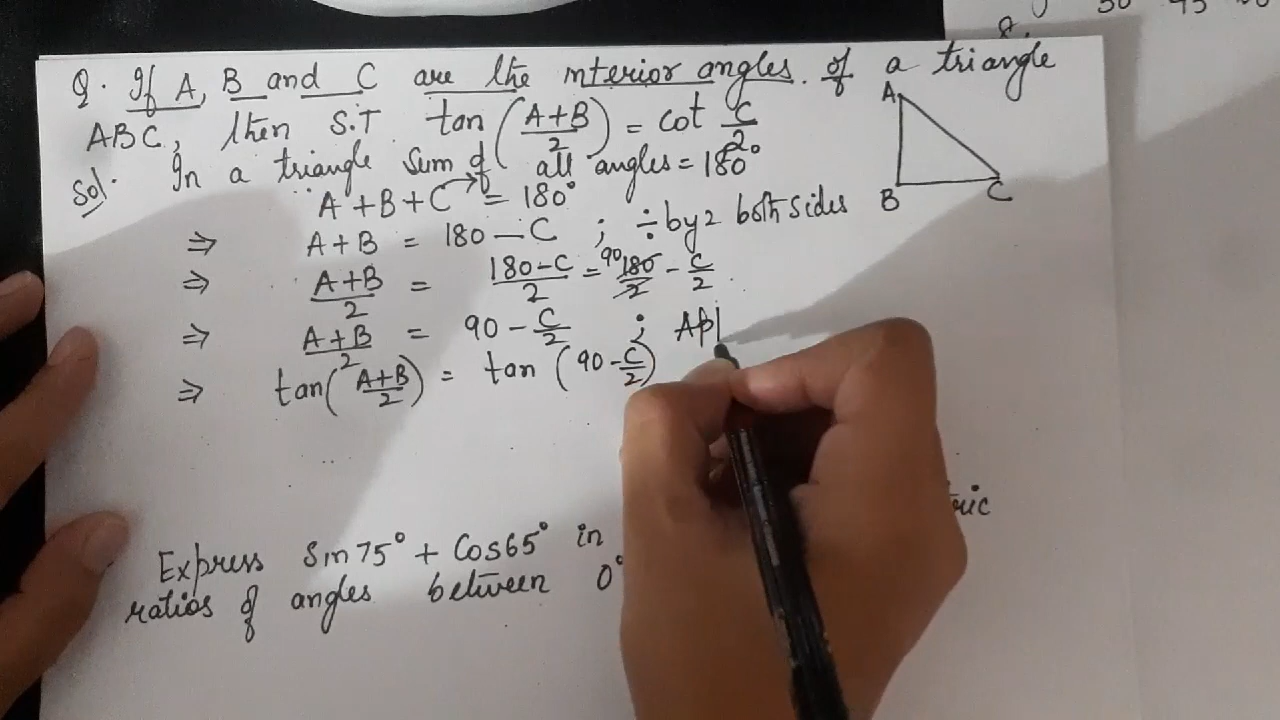 Q. If A, B and C are the interior angles of a triangle
ABC, then S.T tan (A+B/2) = cot C/2
Sol. In a triangle sum of all angles = 180°
A+B+C = 180°
⇒ A+B = 180 - C ; ÷ by 2 both sides
⇒ A+B/2 = 180-C/2 = 90 180/2 - C/2
⇒ A+B/2 = 90 - C/2 ; Apl
⇒ tan(A+B/2) = tan (90 - C/2)
Express Sin 75° + Cos 65° in
ratios of angles between 0°
A
B
C